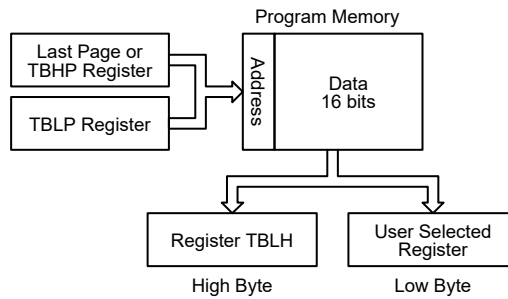 Program Memory
Last Page or
TBHP Register
TBLP Register
Address
Data
16 bits
Register TBLH
User Selected
Register
High Byte
Low Byte